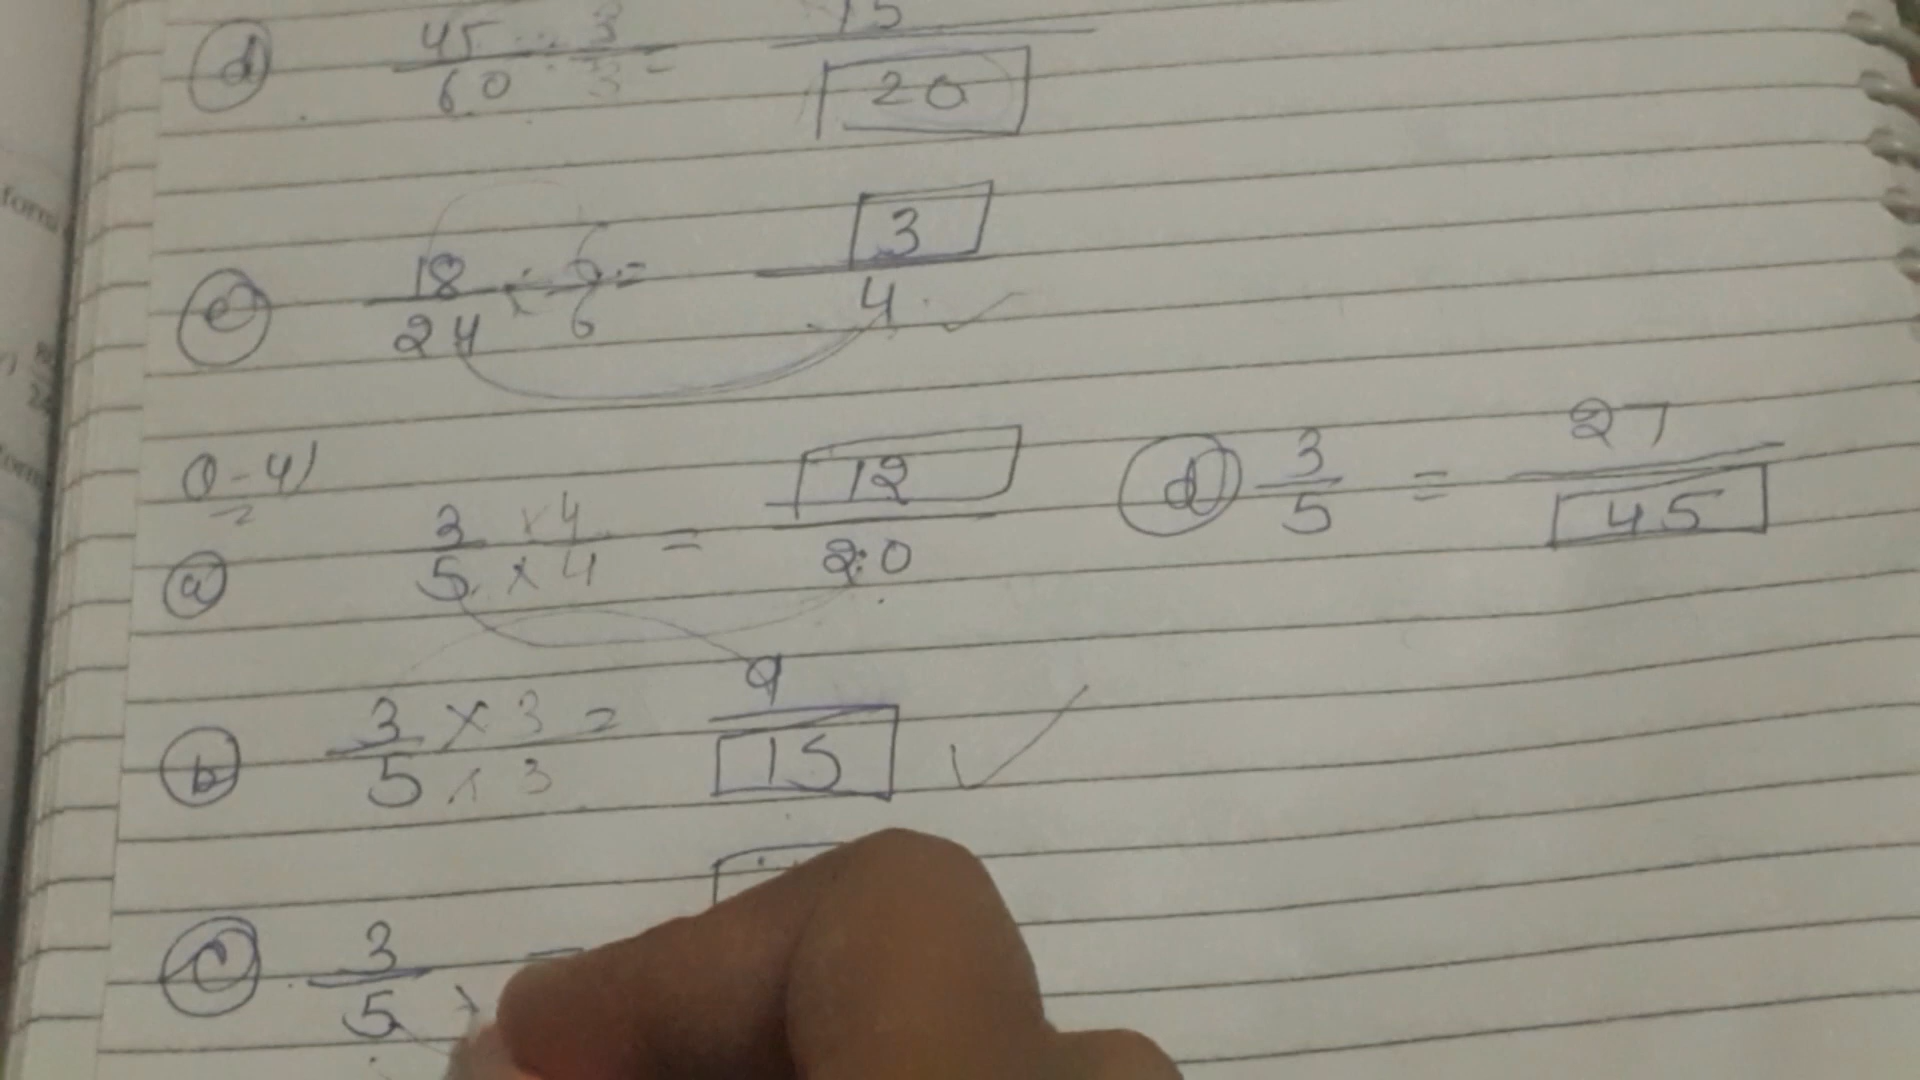 (d) 45/60 ÷ 3/3 = 15/20
(e) 18/24 ÷ 6/6 = 3/4
Q-4)
(a) 3/5 × 4/4 = 12/20
(d) 3/5 = 27/45
(b) 3/5 × 3/3 = 9/15
(c) 3/5 ×
form